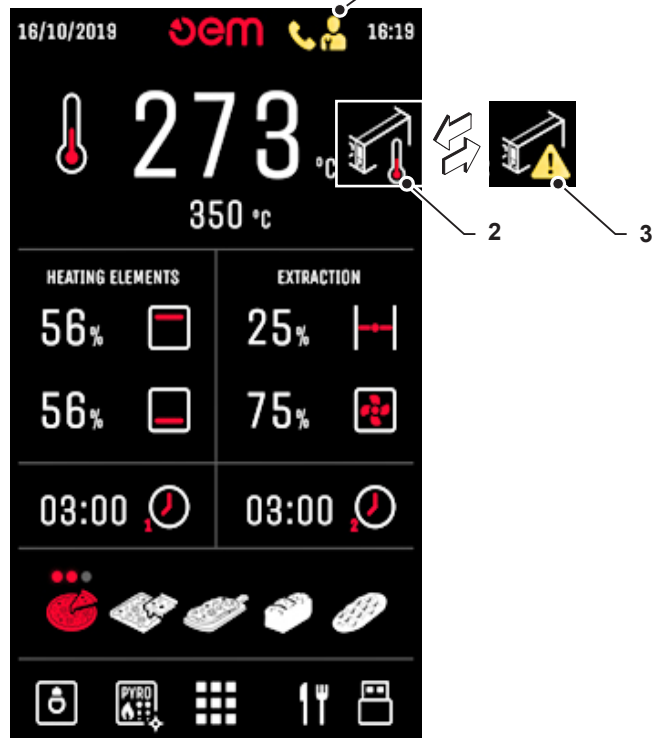 16/10/2019 oem 16:19
273 °C
350 °C
2
3
HEATING ELEMENTS EXTRACTION
56% 25%
56% 75%
03:00 1 03:00 2
PYRO